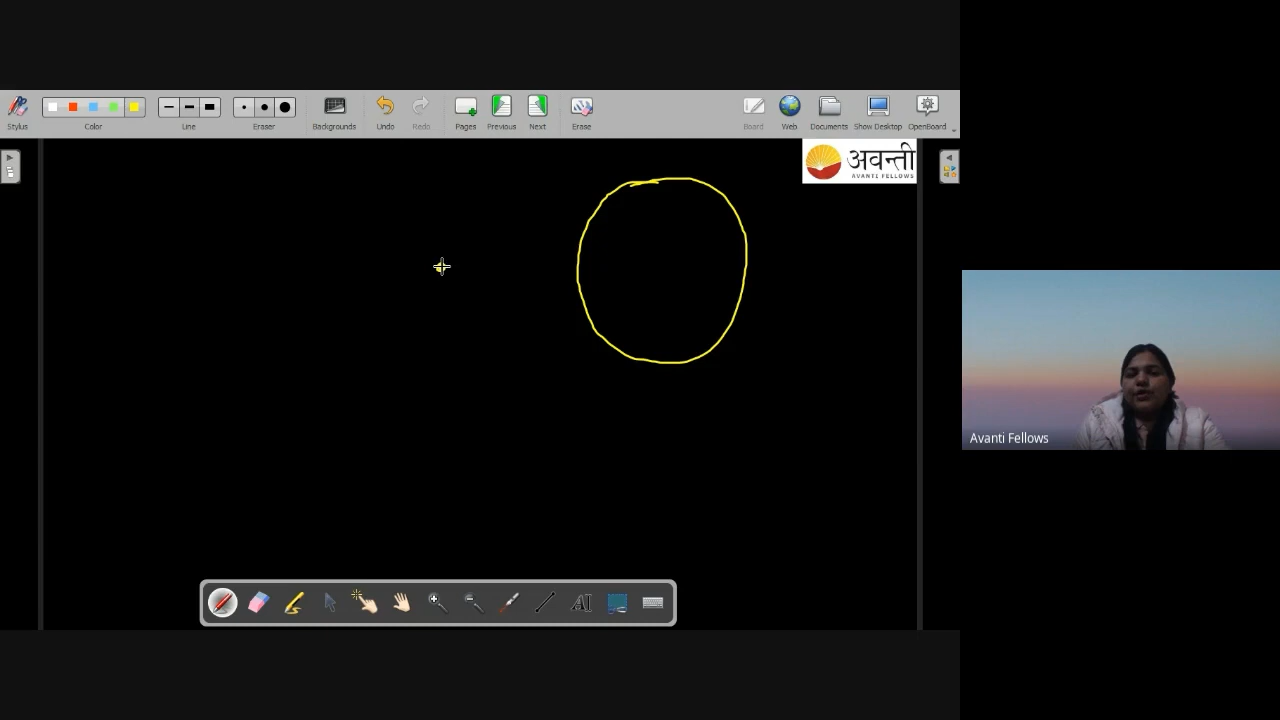 Stylus
Color
Line
Eraser
Backgrounds
Undo
Redo
Pages
Previous
Next
Erase
Board
Web
Documents
Show Desktop
OpenBoard
अवन्ती
AVANTI FELLOWS
AI
Avanti Fellows